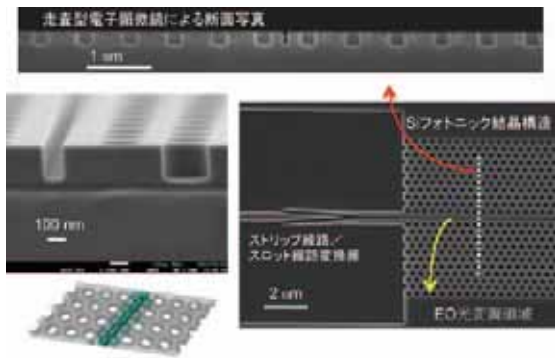 走査型電子顕微鏡による断面写真
1 um
Siフォトニック結晶構造
100 nm
ストリップ線路／
スロット線路変換部
2 um
EO光変調領域